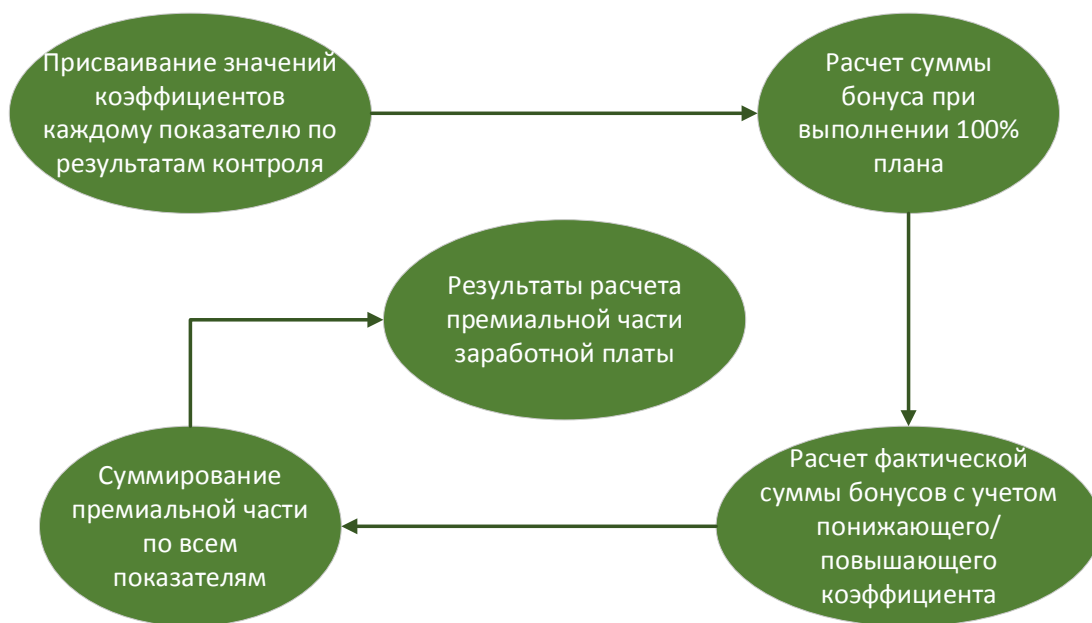 Присваивание значений
коэффициентов
каждому показателю по
результатам контроля
Расчет суммы
бонуса при
выполнении 100%
плана
Результаты расчета
премиальной части
заработной платы
Суммирование
премиальной части
по всем
показателям
Расчет фактической
суммы бонусов с учетом
понижающего/
повышающего
коэффициента